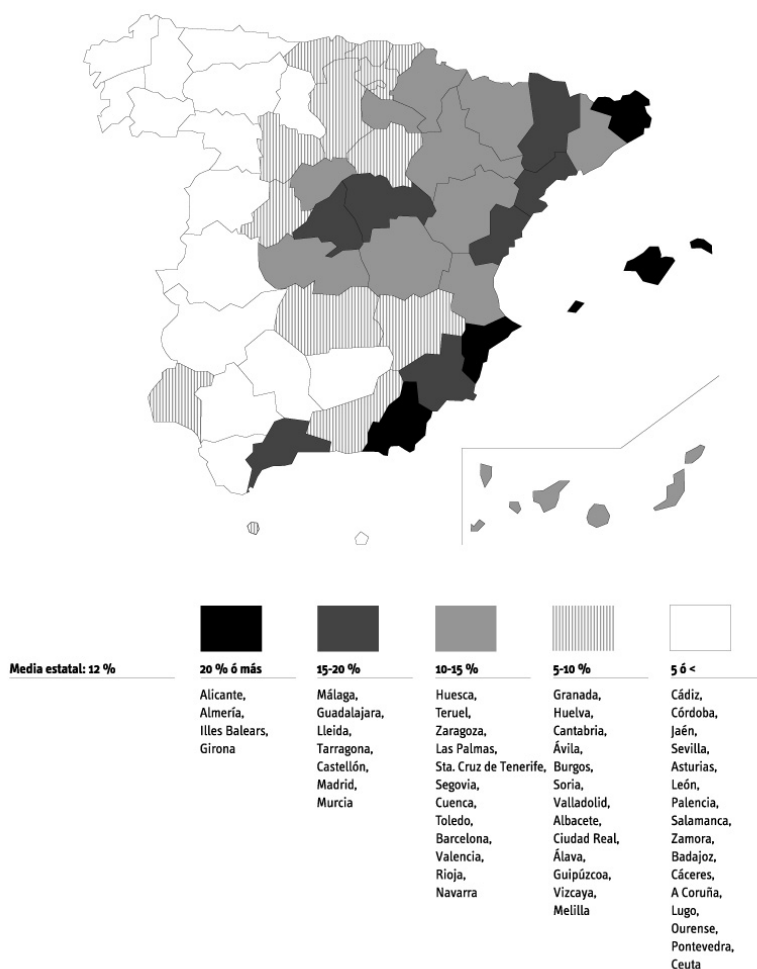 Media estatal: 12 %
20 % ó más
Alicante,
Almería,
Illes Balears,
Girona
15-20 %
Málaga,
Guadalajara,
Lleida,
Tarragona,
Castellón,
Madrid,
Murcia
10-15 %
Huesca,
Teruel,
Zaragoza,
Las Palmas,
Sta. Cruz de Tenerife,
Segovia,
Cuenca,
Toledo,
Barcelona,
Valencia,
Rioja,
Navarra
5-10 %
Granada,
Huelva,
Cantabria,
Ávila,
Burgos,
Soria,
Valladolid,
Albacete,
Ciudad Real,
Álava,
Guipúzcoa,
Vizcaya,
Melilla
5 ó <
Cádiz,
Córdoba,
Jaén,
Sevilla,
Asturias,
León,
Palencia,
Salamanca,
Zamora,
Badajoz,
Cáceres,
A Coruña,
Lugo,
Ourense,
Pontevedra,
Ceuta